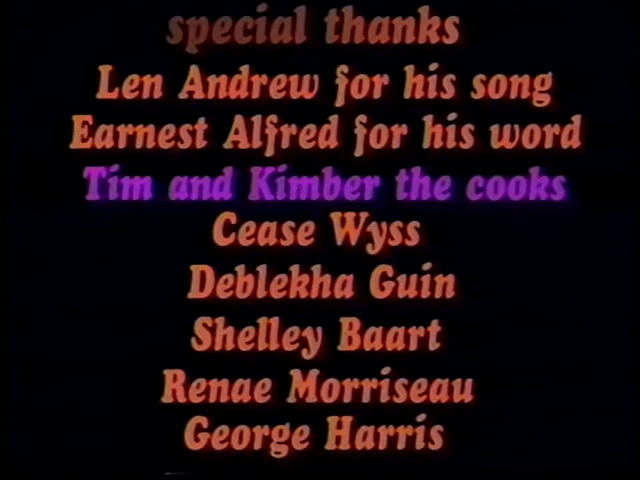 special thanks
Len Andrew for his song
Earnest Alfred for his word
Tim and Kimber the cooks
Cease Wyss
Deblekha Guin
Shelley Baart
Renae Morriseau
George Harris